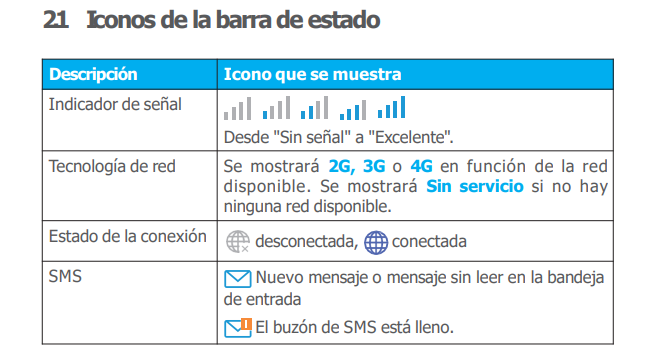 21 Iconos de la barra de estado
Descripción Icono que se muestra
Indicador de señal
Desde "Sin señal" a "Excelente".
Tecnología de red
Se mostrará 2G, 3G o 4G en función de la red
disponible. Se mostrará Sin servicio si no hay
ninguna red disponible.
Estado de la conexión
desconectada, conectada
SMS
Nuevo mensaje o mensaje sin leer en la bandeja
de entrada
El buzón de SMS está lleno.